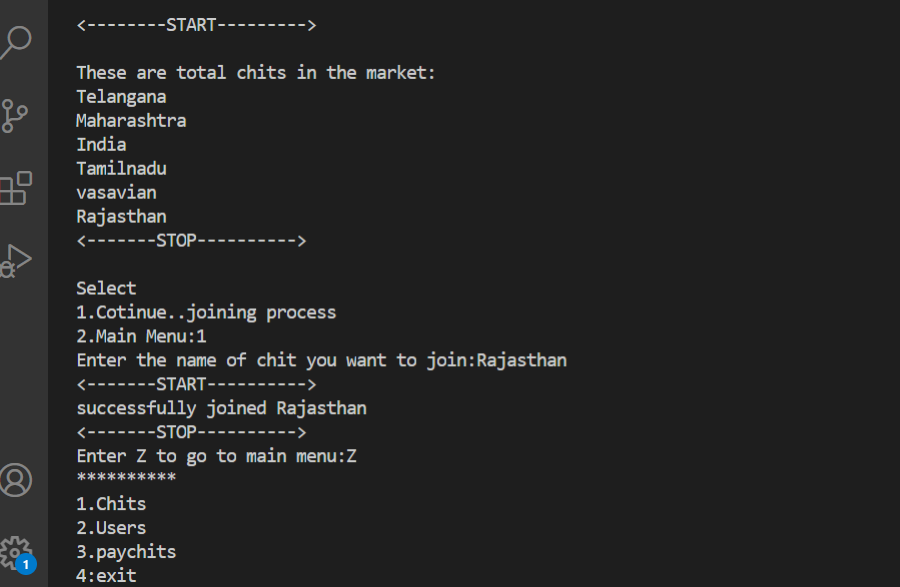 <--------START--------->
These are total chits in the market:
Telangana
Maharashtra
India
Tamilnadu
vasavian
Rajasthan
<-------STOP---------->
Select
1.Cotinue..joining process
2.Main Menu:1
Enter the name of chit you want to join:Rajasthan
<-------START---------->
successfully joined Rajasthan
<-------STOP---------->
Enter Z to go to main menu:Z
**********
1.Chits
2.Users
3.paychits
4:exit
1